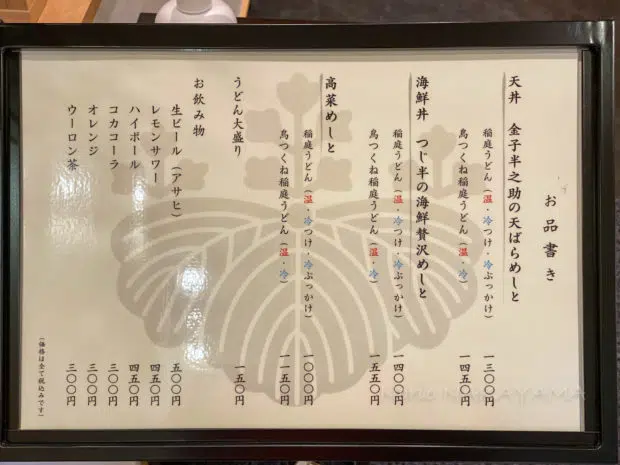 お品書き
天丼 金子半之助の天ばらめしと
稲庭うどん（温・冷つけ・冷ぶっかけ） 一三〇〇円
鳥つくね稲庭うどん（温・冷） 一四五〇円
海鮮丼 つじ半の海鮮贅沢めしと
稲庭うどん（温・冷つけ・冷ぶっかけ） 一四〇〇円
鳥つくね稲庭うどん（温・冷） 一五五〇円
高菜めしと
稲庭うどん（温・冷つけ・冷ぶっかけ） 一〇〇〇円
鳥つくね稲庭うどん（温・冷） 一一五〇円
うどん大盛り 一五〇円
お飲み物
生ビール（アサヒ） 五〇〇円
レモンサワー 四五〇円
ハイボール 四五〇円
コカコーラ 三〇〇円
オレンジ 三〇〇円
ウーロン茶 三〇〇円
（価格は全て税込みです）
NAKAYAMA